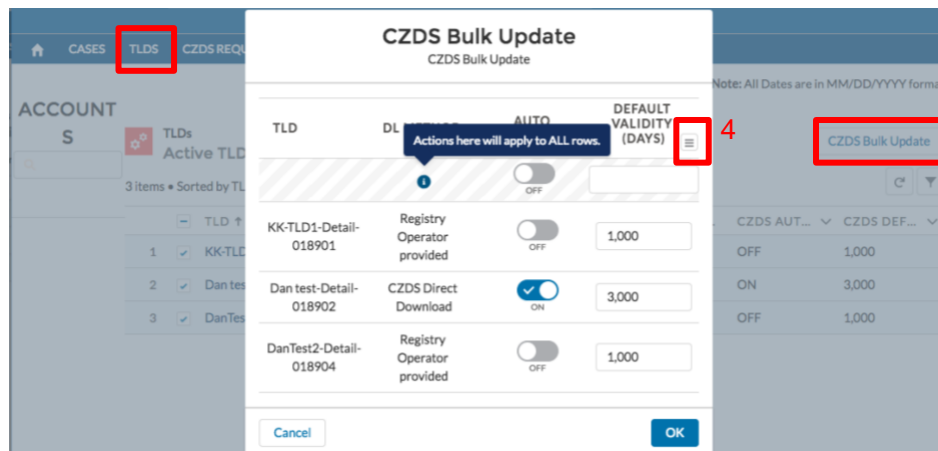 CZDS Bulk Update
CZDS Bulk Update
CASES TLDS CZDS REQU
Note: All Dates are in MM/DD/YYYY forma
ACCOUNT
S
TLDs
Active TLD
CZDS Bulk Update
3 items • Sorted by TL
TLD ↑ CZDS AUT... CZDS DEF...
1 KK-TLD OFF 1,000
2 Dan tes ON 3,000
3 DanTes OFF 1,000
4
TLD AUTO DEFAULT
VALIDITY
(DAYS)
Actions here will apply to ALL rows.
OFF
KK-TLD1-Detail-
018901
Registry
Operator
provided
OFF
1,000
Dan test-Detail-
018902
CZDS Direct
Download
ON
3,000
DanTest2-Detail-
018904
Registry
Operator
provided
OFF
1,000
Cancel
OK